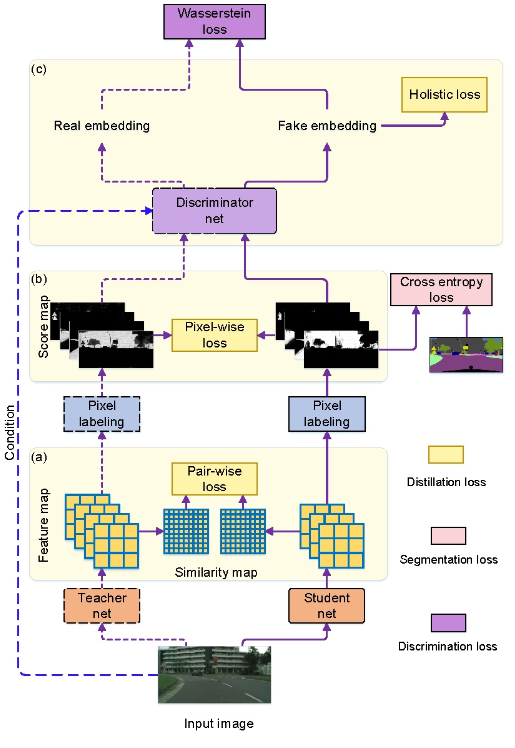 Wasserstein
loss
(c)
Holistic loss
Real embedding
Fake embedding
Discriminator
net
(b)
Score map
Pixel-wise
loss
Cross entropy
loss
Pixel
labeling
Pixel
labeling
Condition
(a)
Feature map
Pair-wise
loss
Similarity map
Distillation loss
Segmentation loss
Discrimination loss
Teacher
net
Student
net
Input image